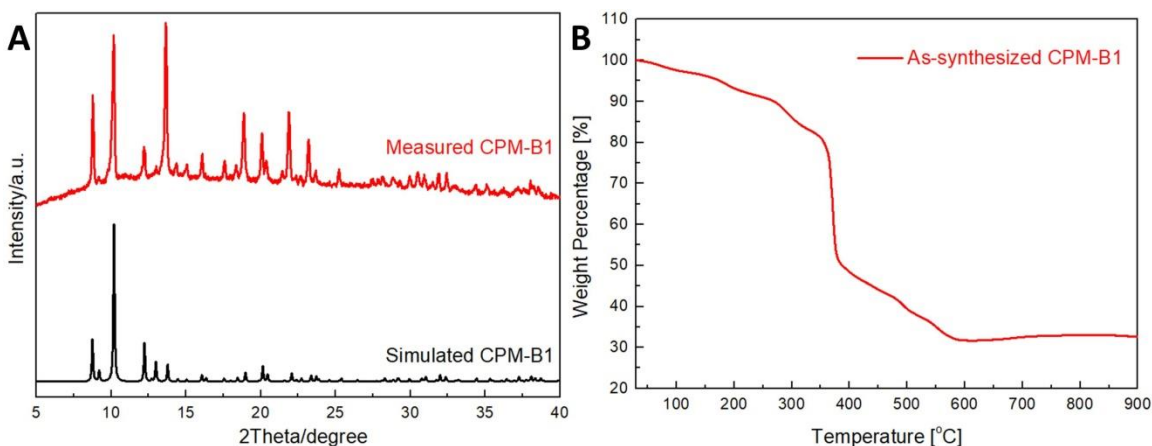 A
Intensity/a.u.
Measured CPM-B1
Simulated CPM-B1
5 10 15 20 25 30 35 40
2Theta/degree
B
Weight Percentage [%]
110
100
90
80
70
60
50
40
30
20
As-synthesized CPM-B1
100 200 300 400 500 600 700 800 900
Temperature [°C]